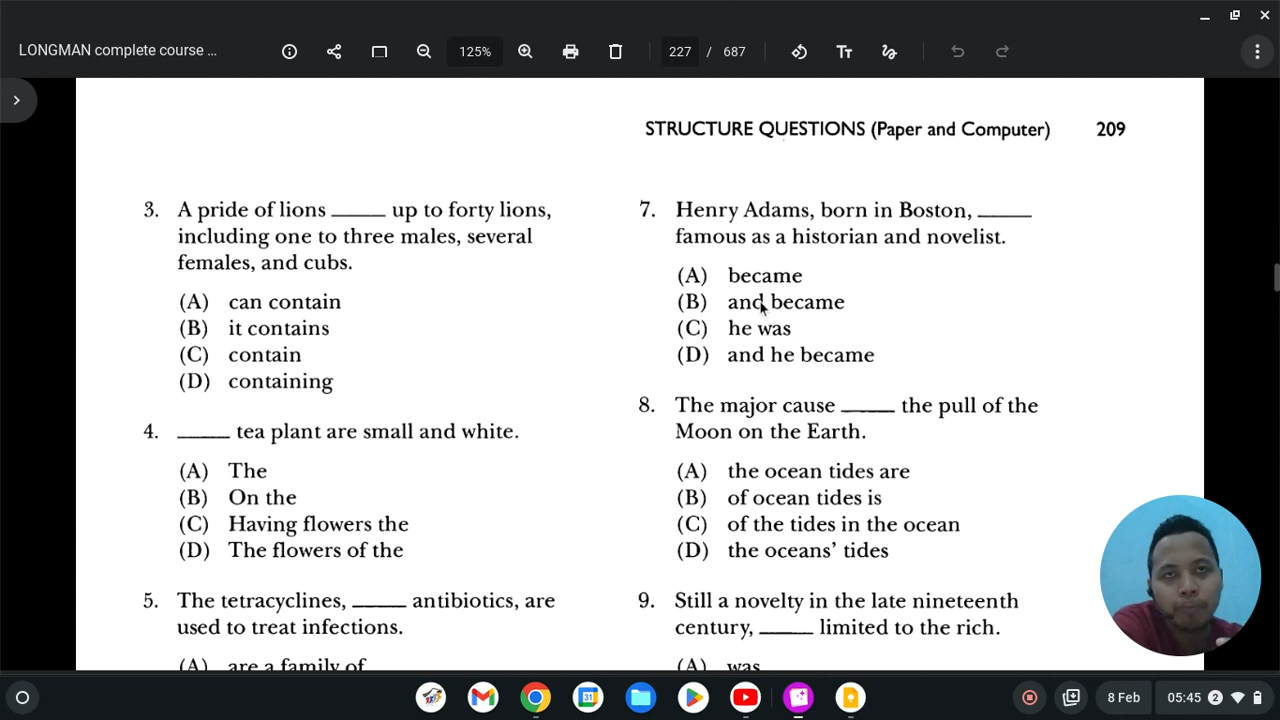 LONGMAN complete course ...
125%
227 / 687
STRUCTURE QUESTIONS (Paper and Computer) 209
3. A pride of lions _____ up to forty lions,
including one to three males, several
females, and cubs.
(A) can contain
(B) it contains
(C) contain
(D) containing
4. _____ tea plant are small and white.
(A) The
(B) On the
(C) Having flowers the
(D) The flowers of the
5. The tetracyclines, _____ antibiotics, are
used to treat infections.
(A) are a family of
7. Henry Adams, born in Boston, _____
famous as a historian and novelist.
(A) became
(B) and became
(C) he was
(D) and he became
8. The major cause _____ the pull of the
Moon on the Earth.
(A) the ocean tides are
(B) of ocean tides is
(C) of the tides in the ocean
(D) the oceans' tides
9. Still a novelty in the late nineteenth
century, _____ limited to the rich.
(A) was
31
8 Feb
05:45 2